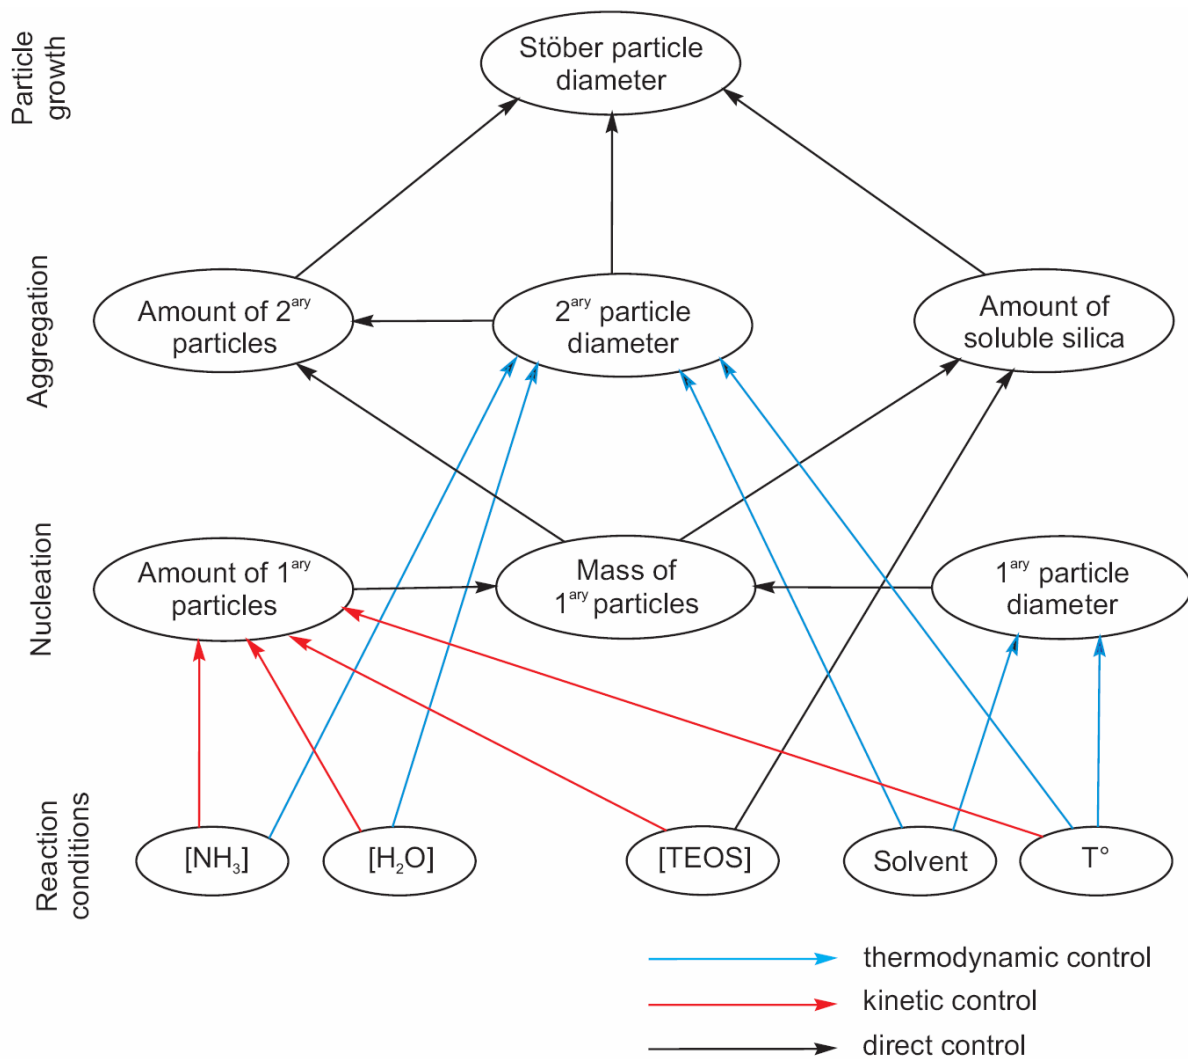 Particle
growth
Stöber particle
diameter
Aggregation
Amount of 2ary
particles
2ary particle
diameter
Amount of
soluble silica
Nucleation
Amount of 1ary
particles
Mass of
1ary particles
1ary particle
diameter
Reaction
conditions
[NH3]
[H2O]
[TEOS]
Solvent
T°
thermodynamic control
kinetic control
direct control